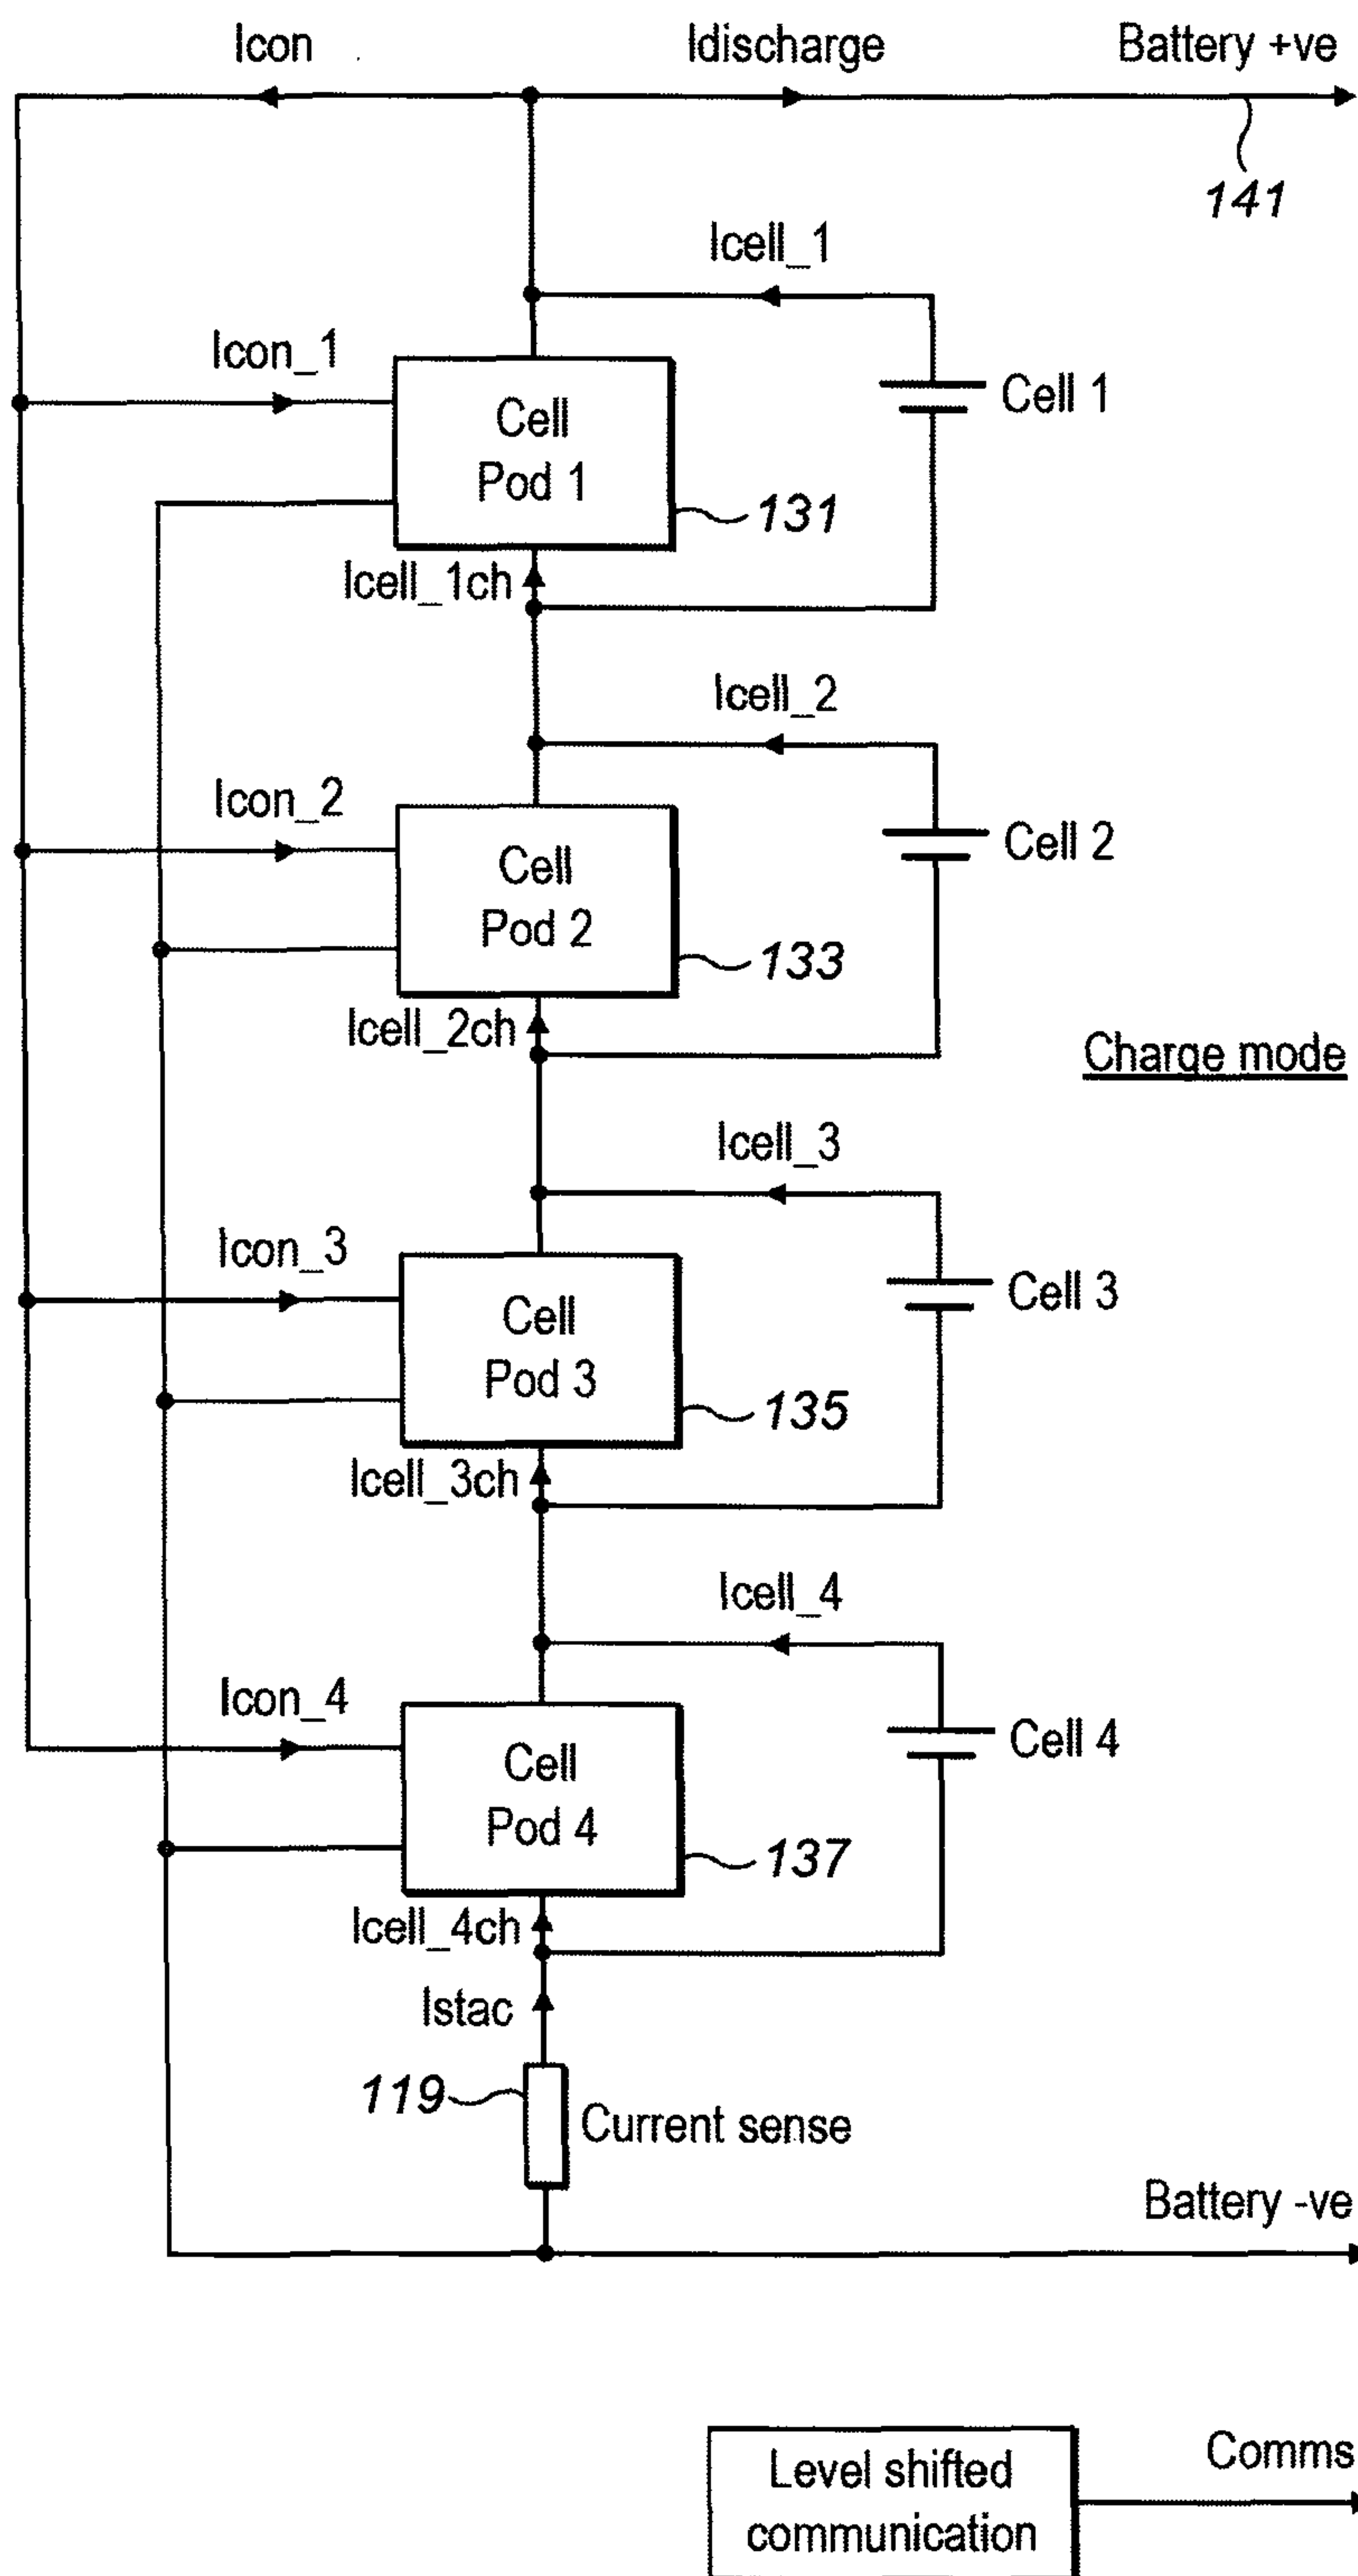 Icon
Idischarge
Battery +ve
141
Icell_1
Icon_1
Cell
Pod 1
Cell 1
131
Icell_1ch
Icell_2
Icon_2
Cell
Pod 2
Cell 2
133
Icell_2ch
Charge mode
Icell_3
Icon_3
Cell
Pod 3
Cell 3
135
Icell_3ch
Icell_4
Icon_4
Cell
Pod 4
Cell 4
137
Icell_4ch
Istac
119
Current sense
Battery -ve
Level shifted
communication
Comms